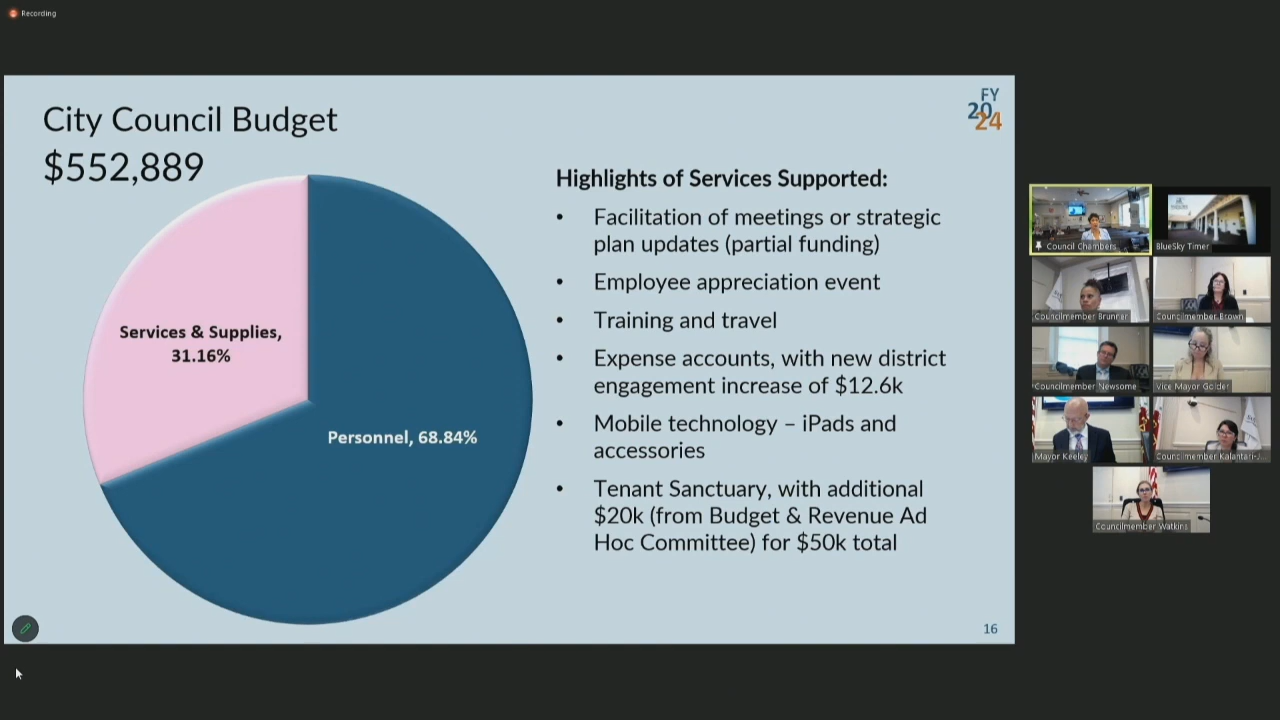 Recording
City Council Budget
$552,889
FY
20
24
Services & Supplies,
31.16%
Personnel, 68.84%
Highlights of Services Supported:
• Facilitation of meetings or strategic
plan updates (partial funding)
• Employee appreciation event
• Training and travel
• Expense accounts, with new district
engagement increase of $12.6k
• Mobile technology – iPads and
accessories
• Tenant Sanctuary, with additional
$20k (from Budget & Revenue Ad
Hoc Committee) for $50k total
16
Council Chambers
BlueSky Timer
Councilmember Brunner
Councilmember Brown
Councilmember Newsome
Vice Mayor Golder
Mayor Keeley
Councilmember Kalantari-J...
Councilmember Watkins